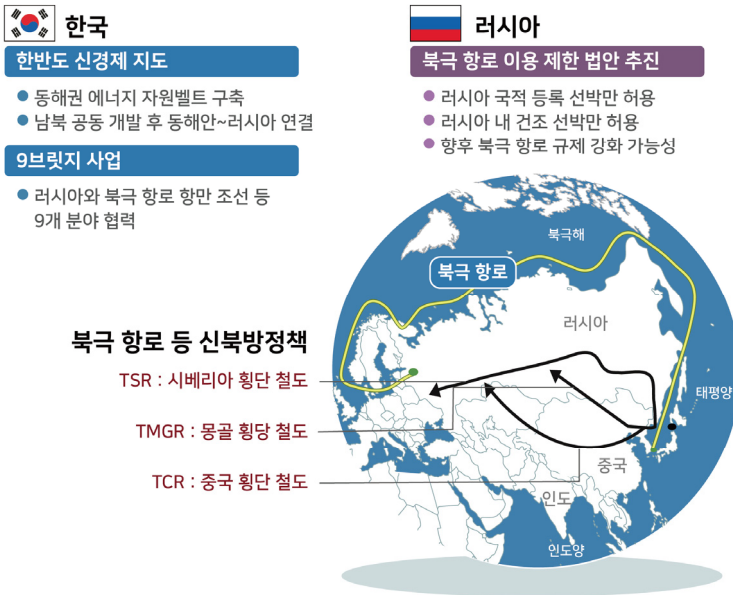 한국
한반도 신경제 지도
동해권 에너지 자원벨트 구축
남북 공동 개발 후 동해안~러시아 연결
9브릿지 사업
러시아와 북극 항로 항만 조선 등
9개 분야 협력
러시아
북극 항로 이용 제한 법안 추진
러시아 국적 등록 선박만 허용
러시아 내 건조 선박만 허용
향후 북극 항로 규제 강화 가능성
북극해
북극 항로
러시아
북극 항로 등 신북방정책
TSR : 시베리아 횡단 철도
태평양
TMGR : 몽골 횡당 철도
중국
TCR : 중국 횡단 철도
인도
인도양